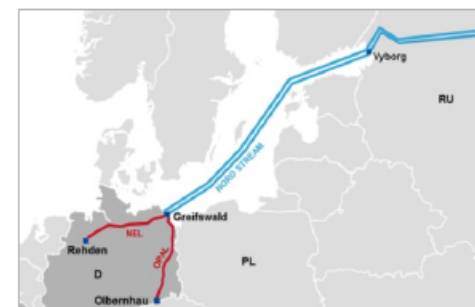 Vyborg
RU
NORD STREAM
Greifswald
NEL
Rehden
OPAL
PL
D
Olbernhau